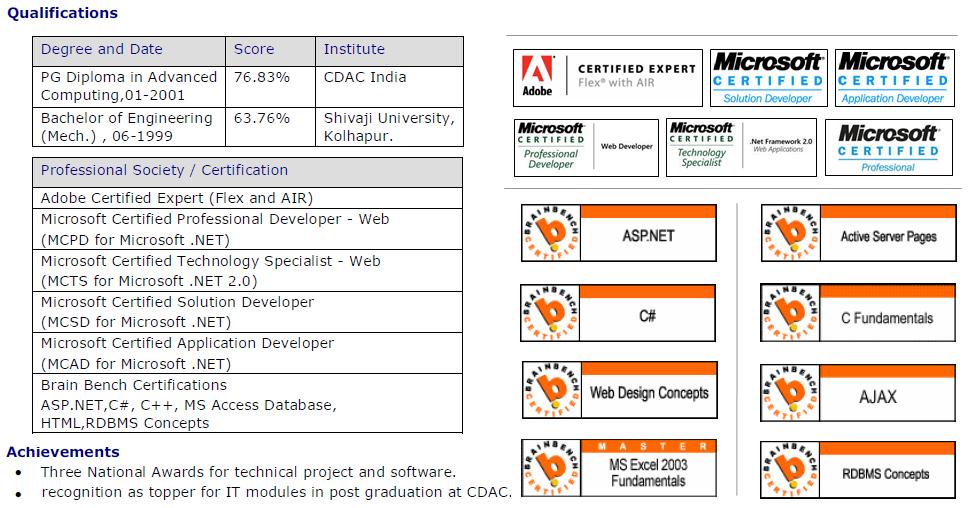 Qualifications
Degree and Date Score Institute
PG Diploma in Advanced 76.83% CDAC India
Computing,01-2001
Bachelor of Engineering 63.76% Shivaji University,
(Mech.) , 06-1999 Kolhapur.
Professional Society / Certification
Adobe Certified Expert (Flex and AIR)
Microsoft Certified Professional Developer - Web
(MCPD for Microsoft .NET)
Microsoft Certified Technology Specialist - Web
(MCTS for Microsoft .NET 2.0)
Microsoft Certified Solution Developer
(MCSD for Microsoft .NET)
Microsoft Certified Application Developer
(MCAD for Microsoft .NET)
Brain Bench Certifications
ASP.NET,C#, C++, MS Access Database,
HTML,RDBMS Concepts
Achievements
• Three National Awards for technical project and software.
• recognition as topper for IT modules in post graduation at CDAC.
Adobe
CERTIFIED EXPERT
Flex® with AIR
Microsoft®
CERTIFIED
Solution Developer
Microsoft®
CERTIFIED
Application Developer
Microsoft®
CERTIFIED
Professional
Developer
Web Developer
Microsoft®
CERTIFIED
Technology
Specialist
.Net Framework 2.0
Web Applications
Microsoft®
CERTIFIED
Professional
BRAINBENCH CERTIFIED
ASP.NET
BRAINBENCH CERTIFIED
Active Server Pages
BRAINBENCH CERTIFIED
C#
BRAINBENCH CERTIFIED
C Fundamentals
BRAINBENCH CERTIFIED
Web Design Concepts
BRAINBENCH CERTIFIED
AJAX
BRAINBENCH CERTIFIED
MASTER
MS Excel 2003
Fundamentals
BRAINBENCH CERTIFIED
RDBMS Concepts